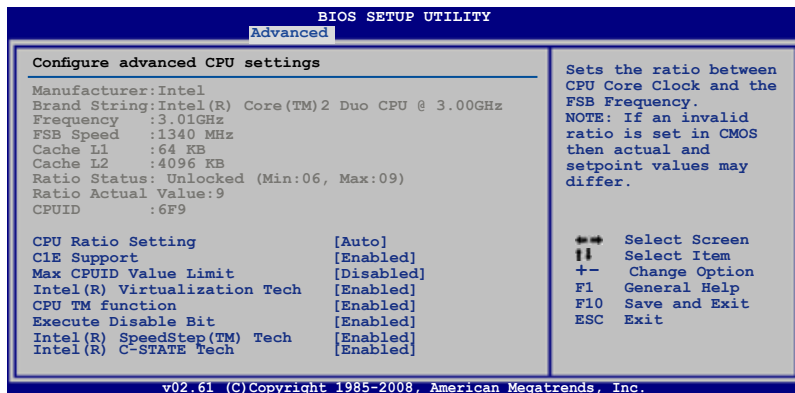 BIOS SETUP UTILITY
Advanced
Configure advanced CPU settings
Manufacturer:Intel
Brand String:Intel(R) Core(TM)2 Duo CPU @ 3.00GHz
Frequency :3.01GHz
FSB Speed :1340 MHz
Cache L1 :64 KB
Cache L2 :4096 KB
Ratio Status: Unlocked (Min:06, Max:09)
Ratio Actual Value:9
CPUID :6F9
CPU Ratio Setting [Auto]
C1E Support [Enabled]
Max CPUID Value Limit [Disabled]
Intel(R) Virtualization Tech [Enabled]
CPU TM function [Enabled]
Execute Disable Bit [Enabled]
Intel(R) SpeedStep(TM) Tech [Enabled]
Intel(R) C-STATE Tech [Enabled]
Sets the ratio between
CPU Core Clock and the
FSB Frequency.
NOTE: If an invalid
ratio is set in CMOS
then actual and
setpoint values may
differ.
←→ Select Screen
↑↓ Select Item
+- Change Option
F1 General Help
F10 Save and Exit
ESC Exit
v02.61 (C)Copyright 1985-2008, American Megatrends, Inc.